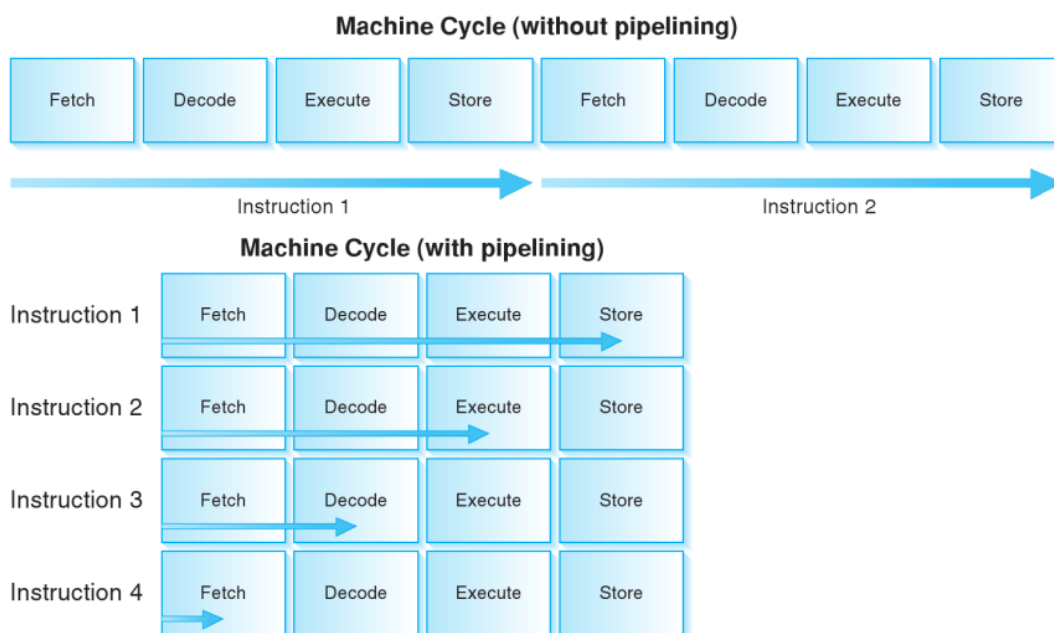 Machine Cycle (without pipelining)
Fetch Decode Execute Store Fetch Decode Execute Store
Instruction 1 Instruction 2
Machine Cycle (with pipelining)
Instruction 1 Fetch Decode Execute Store
Instruction 2 Fetch Decode Execute Store
Instruction 3 Fetch Decode Execute Store
Instruction 4 Fetch Decode Execute Store